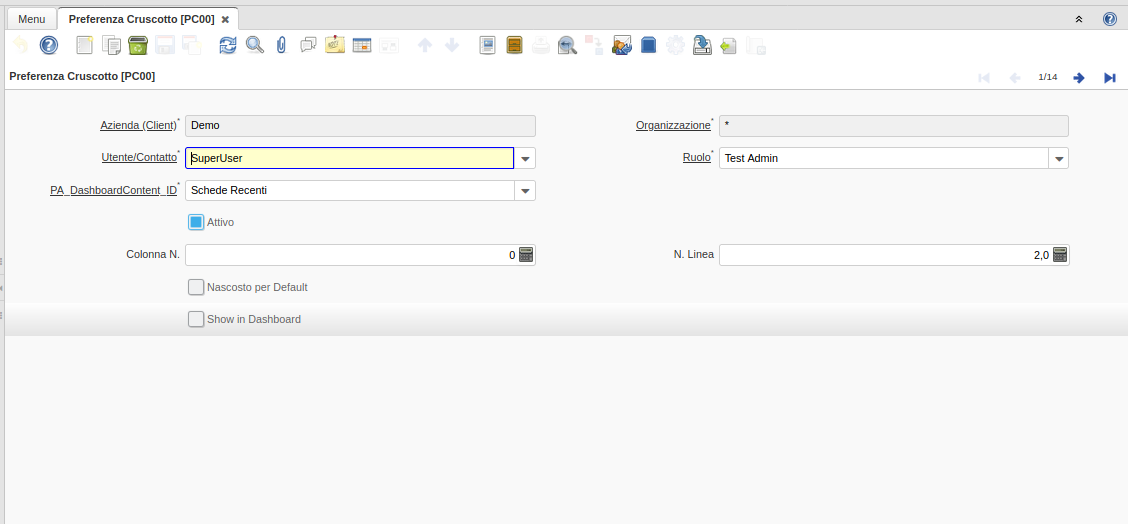 Menu Preferenza Cruscotto [PC00]
Preferenza Cruscotto [PC00] 1/14
Azienda (Client)* Demo Organizzazione* *
Utente/Contatto* SuperUser Ruolo* Test Admin
PA_DashboardContent_ID* Schede Recenti
Attivo
Colonna N. 0 N. Linea 2,0
Nascosto per Default
Show in Dashboard